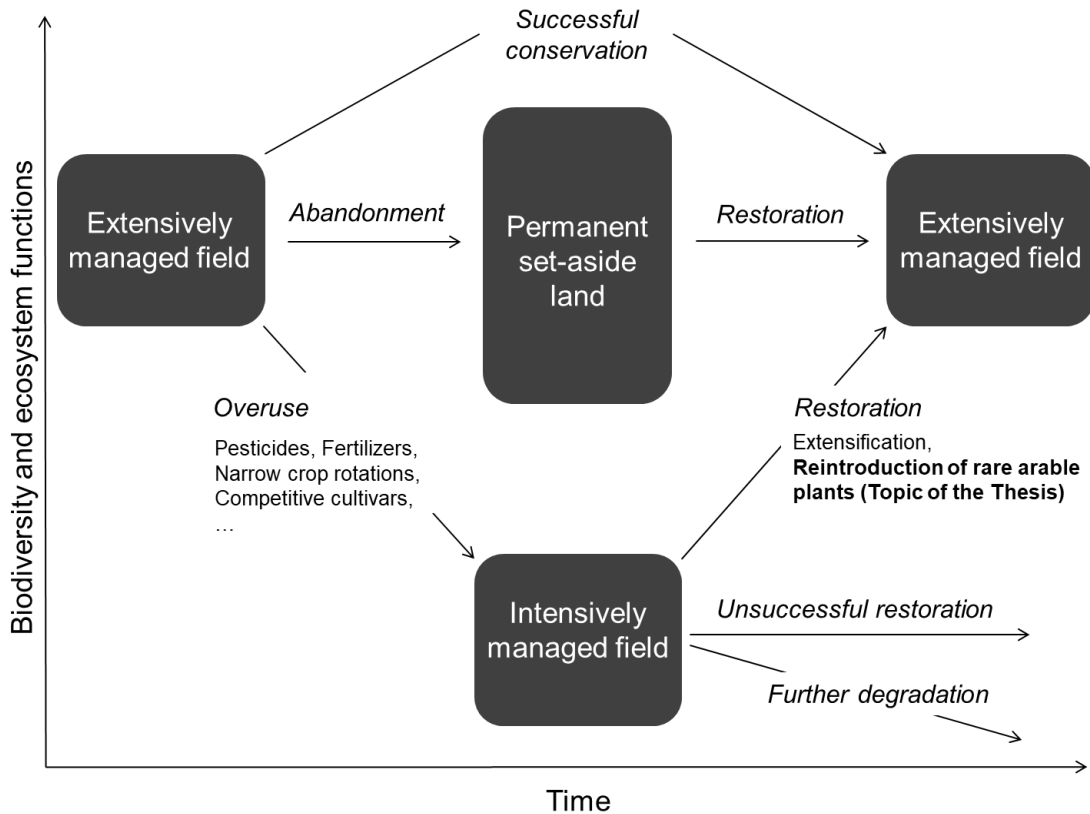 Successful
conservation
Extensively
managed field
Abandonment
Permanent
set-aside
land
Restoration
Extensively
managed field
Overuse
Pesticides, Fertilizers,
Narrow crop rotations,
Competitive cultivars,
…
Restoration
Extensification,
Reintroduction of rare arable
plants (Topic of the Thesis)
Intensively
managed field
Unsuccessful restoration
Further degradation
Biodiversity and ecosystem functions
Time